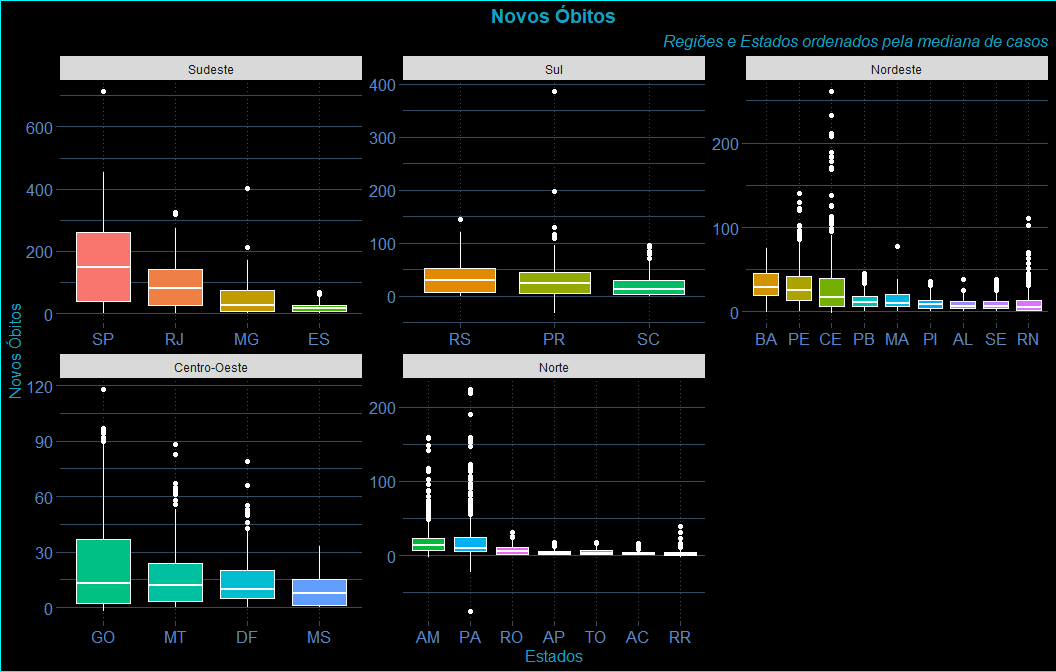 Novos Óbitos
Regiões e Estados ordenados pela mediana de casos
Sudeste
600
400
200
0
SP RJ MG ES
Sul
400
300
200
100
0
RS PR SC
Nordeste
200
100
0
BA PE CE PB MA PI AL SE RN
Novos Óbitos
Centro-Oeste
120
90
60
30
0
GO MT DF MS
Norte
200
100
0
AM PA RO AP TO AC RR
Estados